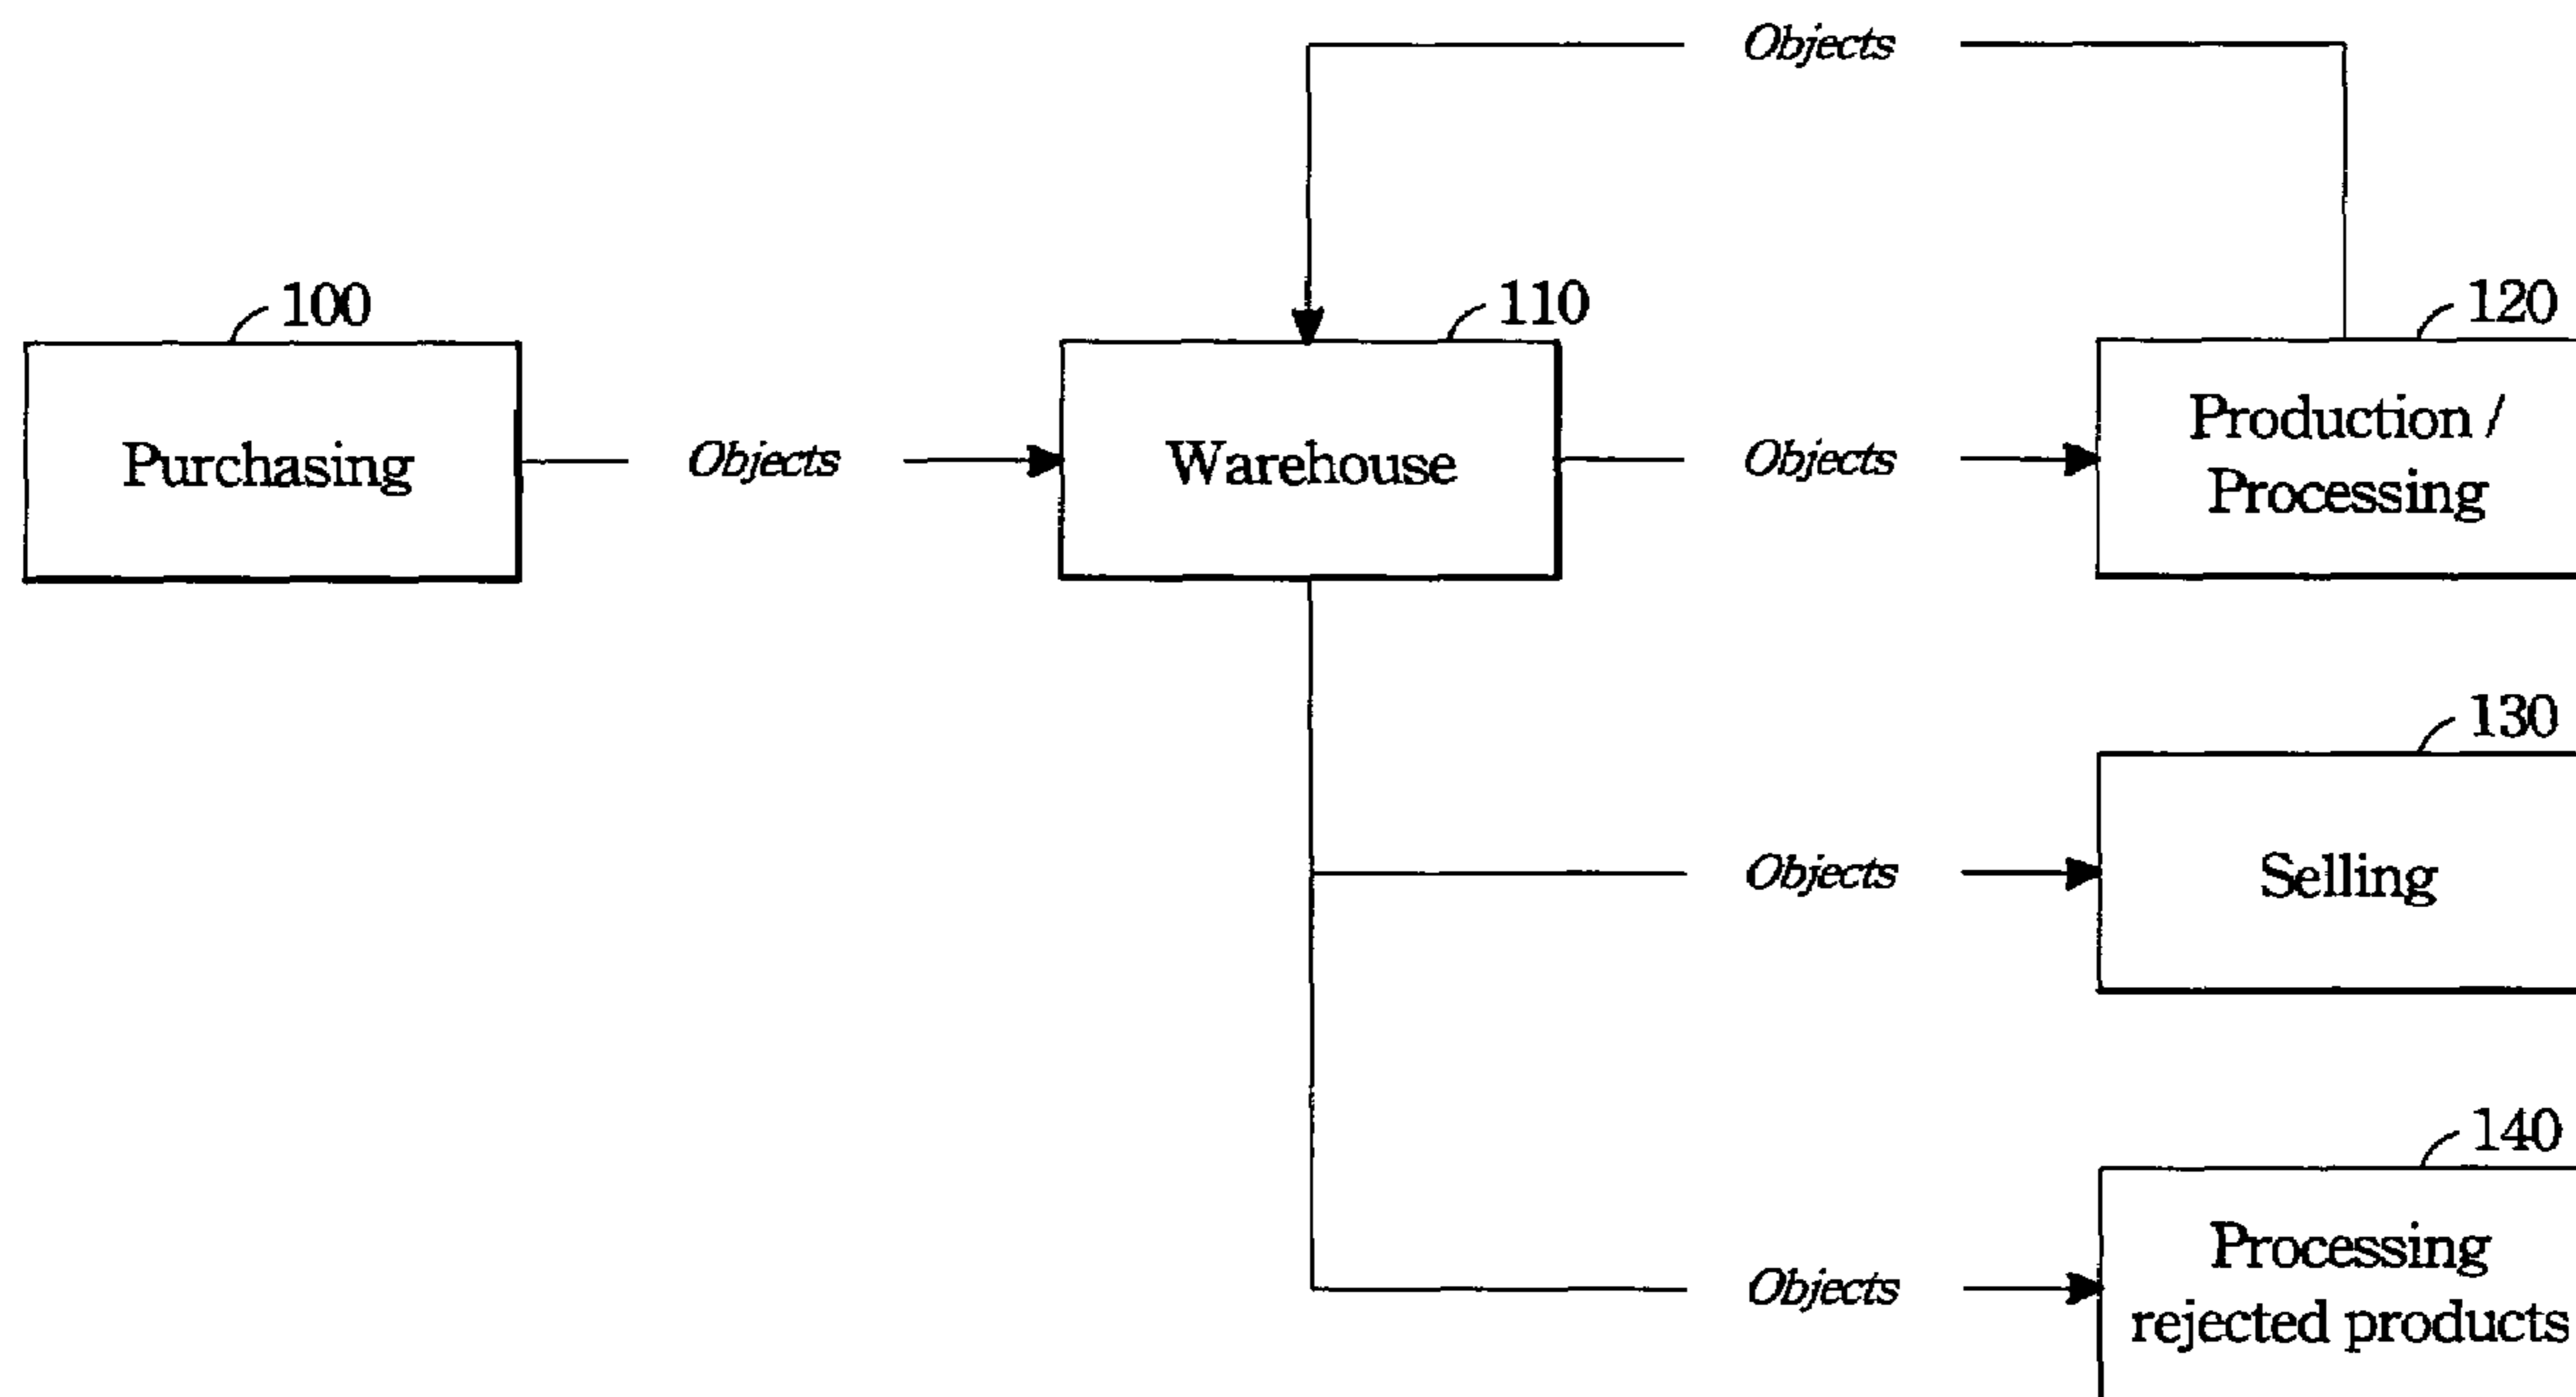 Objects
100
110
120
Purchasing
Objects
Warehouse
Objects
Production /
Processing
130
Objects
Selling
140
Objects
Processing
rejected products